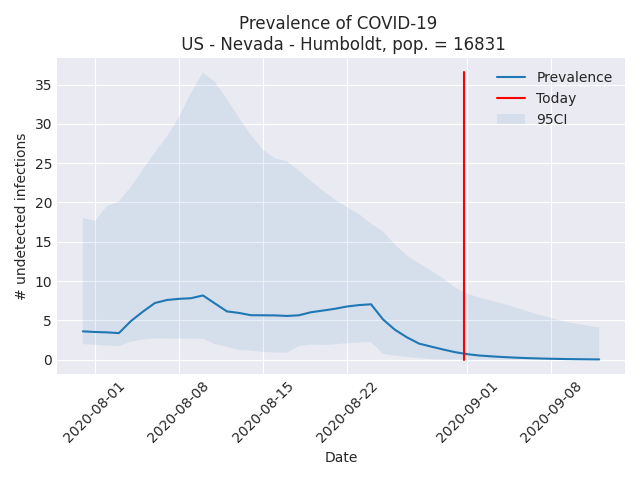 Prevalence of COVID-19
US - Nevada - Humboldt, pop. = 16831
Prevalence
Today
95CI
# undetected infections
35
30
25
20
15
10
5
0
2020-08-01
2020-08-08
2020-08-15
2020-08-22
2020-09-01
2020-09-08
Date